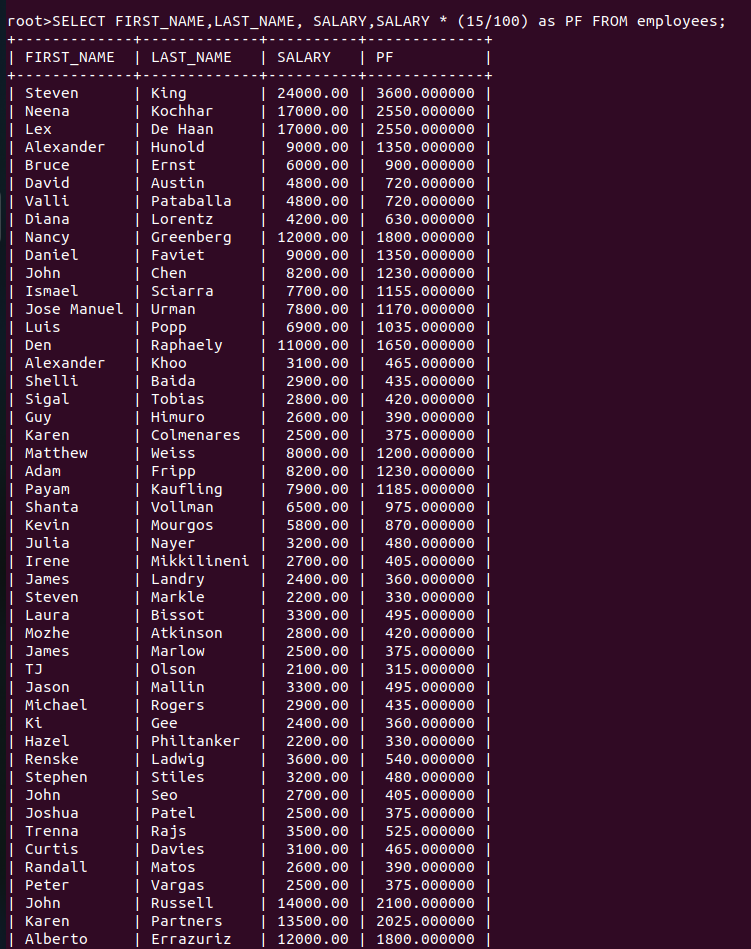 root>SELECT FIRST_NAME,LAST_NAME, SALARY,SALARY * (15/100) as PF FROM employees;
+-------------+-------------+----------+-------------+
| FIRST_NAME  | LAST_NAME   | SALARY   | PF          |
+-------------+-------------+----------+-------------+
| Steven      | King        | 24000.00 | 3600.000000 |
| Neena       | Kochhar     | 17000.00 | 2550.000000 |
| Lex         | De Haan     | 17000.00 | 2550.000000 |
| Alexander   | Hunold      |  9000.00 | 1350.000000 |
| Bruce       | Ernst       |  6000.00 |  900.000000 |
| David       | Austin      |  4800.00 |  720.000000 |
| Valli       | Pataballa   |  4800.00 |  720.000000 |
| Diana       | Lorentz     |  4200.00 |  630.000000 |
| Nancy       | Greenberg   | 12000.00 | 1800.000000 |
| Daniel      | Faviet      |  9000.00 | 1350.000000 |
| John        | Chen        |  8200.00 | 1230.000000 |
| Ismael      | Sciarra     |  7700.00 | 1155.000000 |
| Jose Manuel | Urman       |  7800.00 | 1170.000000 |
| Luis        | Popp        |  6900.00 | 1035.000000 |
| Den         | Raphaely    | 11000.00 | 1650.000000 |
| Alexander   | Khoo        |  3100.00 |  465.000000 |
| Shelli      | Baida       |  2900.00 |  435.000000 |
| Sigal       | Tobias      |  2800.00 |  420.000000 |
| Guy         | Himuro      |  2600.00 |  390.000000 |
| Karen       | Colmenares  |  2500.00 |  375.000000 |
| Matthew     | Weiss       |  8000.00 | 1200.000000 |
| Adam        | Fripp       |  8200.00 | 1230.000000 |
| Payam       | Kaufling    |  7900.00 | 1185.000000 |
| Shanta      | Vollman     |  6500.00 |  975.000000 |
| Kevin       | Mourgos     |  5800.00 |  870.000000 |
| Julia       | Nayer       |  3200.00 |  480.000000 |
| Irene       | Mikkilineni |  2700.00 |  405.000000 |
| James       | Landry      |  2400.00 |  360.000000 |
| Steven      | Markle      |  2200.00 |  330.000000 |
| Laura       | Bissot      |  3300.00 |  495.000000 |
| Mozhe       | Atkinson    |  2800.00 |  420.000000 |
| James       | Marlow      |  2500.00 |  375.000000 |
| TJ          | Olson       |  2100.00 |  315.000000 |
| Jason       | Mallin      |  3300.00 |  495.000000 |
| Michael     | Rogers      |  2900.00 |  435.000000 |
| Ki          | Gee         |  2400.00 |  360.000000 |
| Hazel       | Philtanker  |  2200.00 |  330.000000 |
| Renske      | Ladwig      |  3600.00 |  540.000000 |
| Stephen     | Stiles      |  3200.00 |  480.000000 |
| John        | Seo         |  2700.00 |  405.000000 |
| Joshua      | Patel       |  2500.00 |  375.000000 |
| Trenna      | Rajs        |  3500.00 |  525.000000 |
| Curtis      | Davies      |  3100.00 |  465.000000 |
| Randall     | Matos       |  2600.00 |  390.000000 |
| Peter       | Vargas      |  2500.00 |  375.000000 |
| John        | Russell     | 14000.00 | 2100.000000 |
| Karen       | Partners    | 13500.00 | 2025.000000 |
| Alberto     | Errazuriz   | 12000.00 | 1800.000000 |